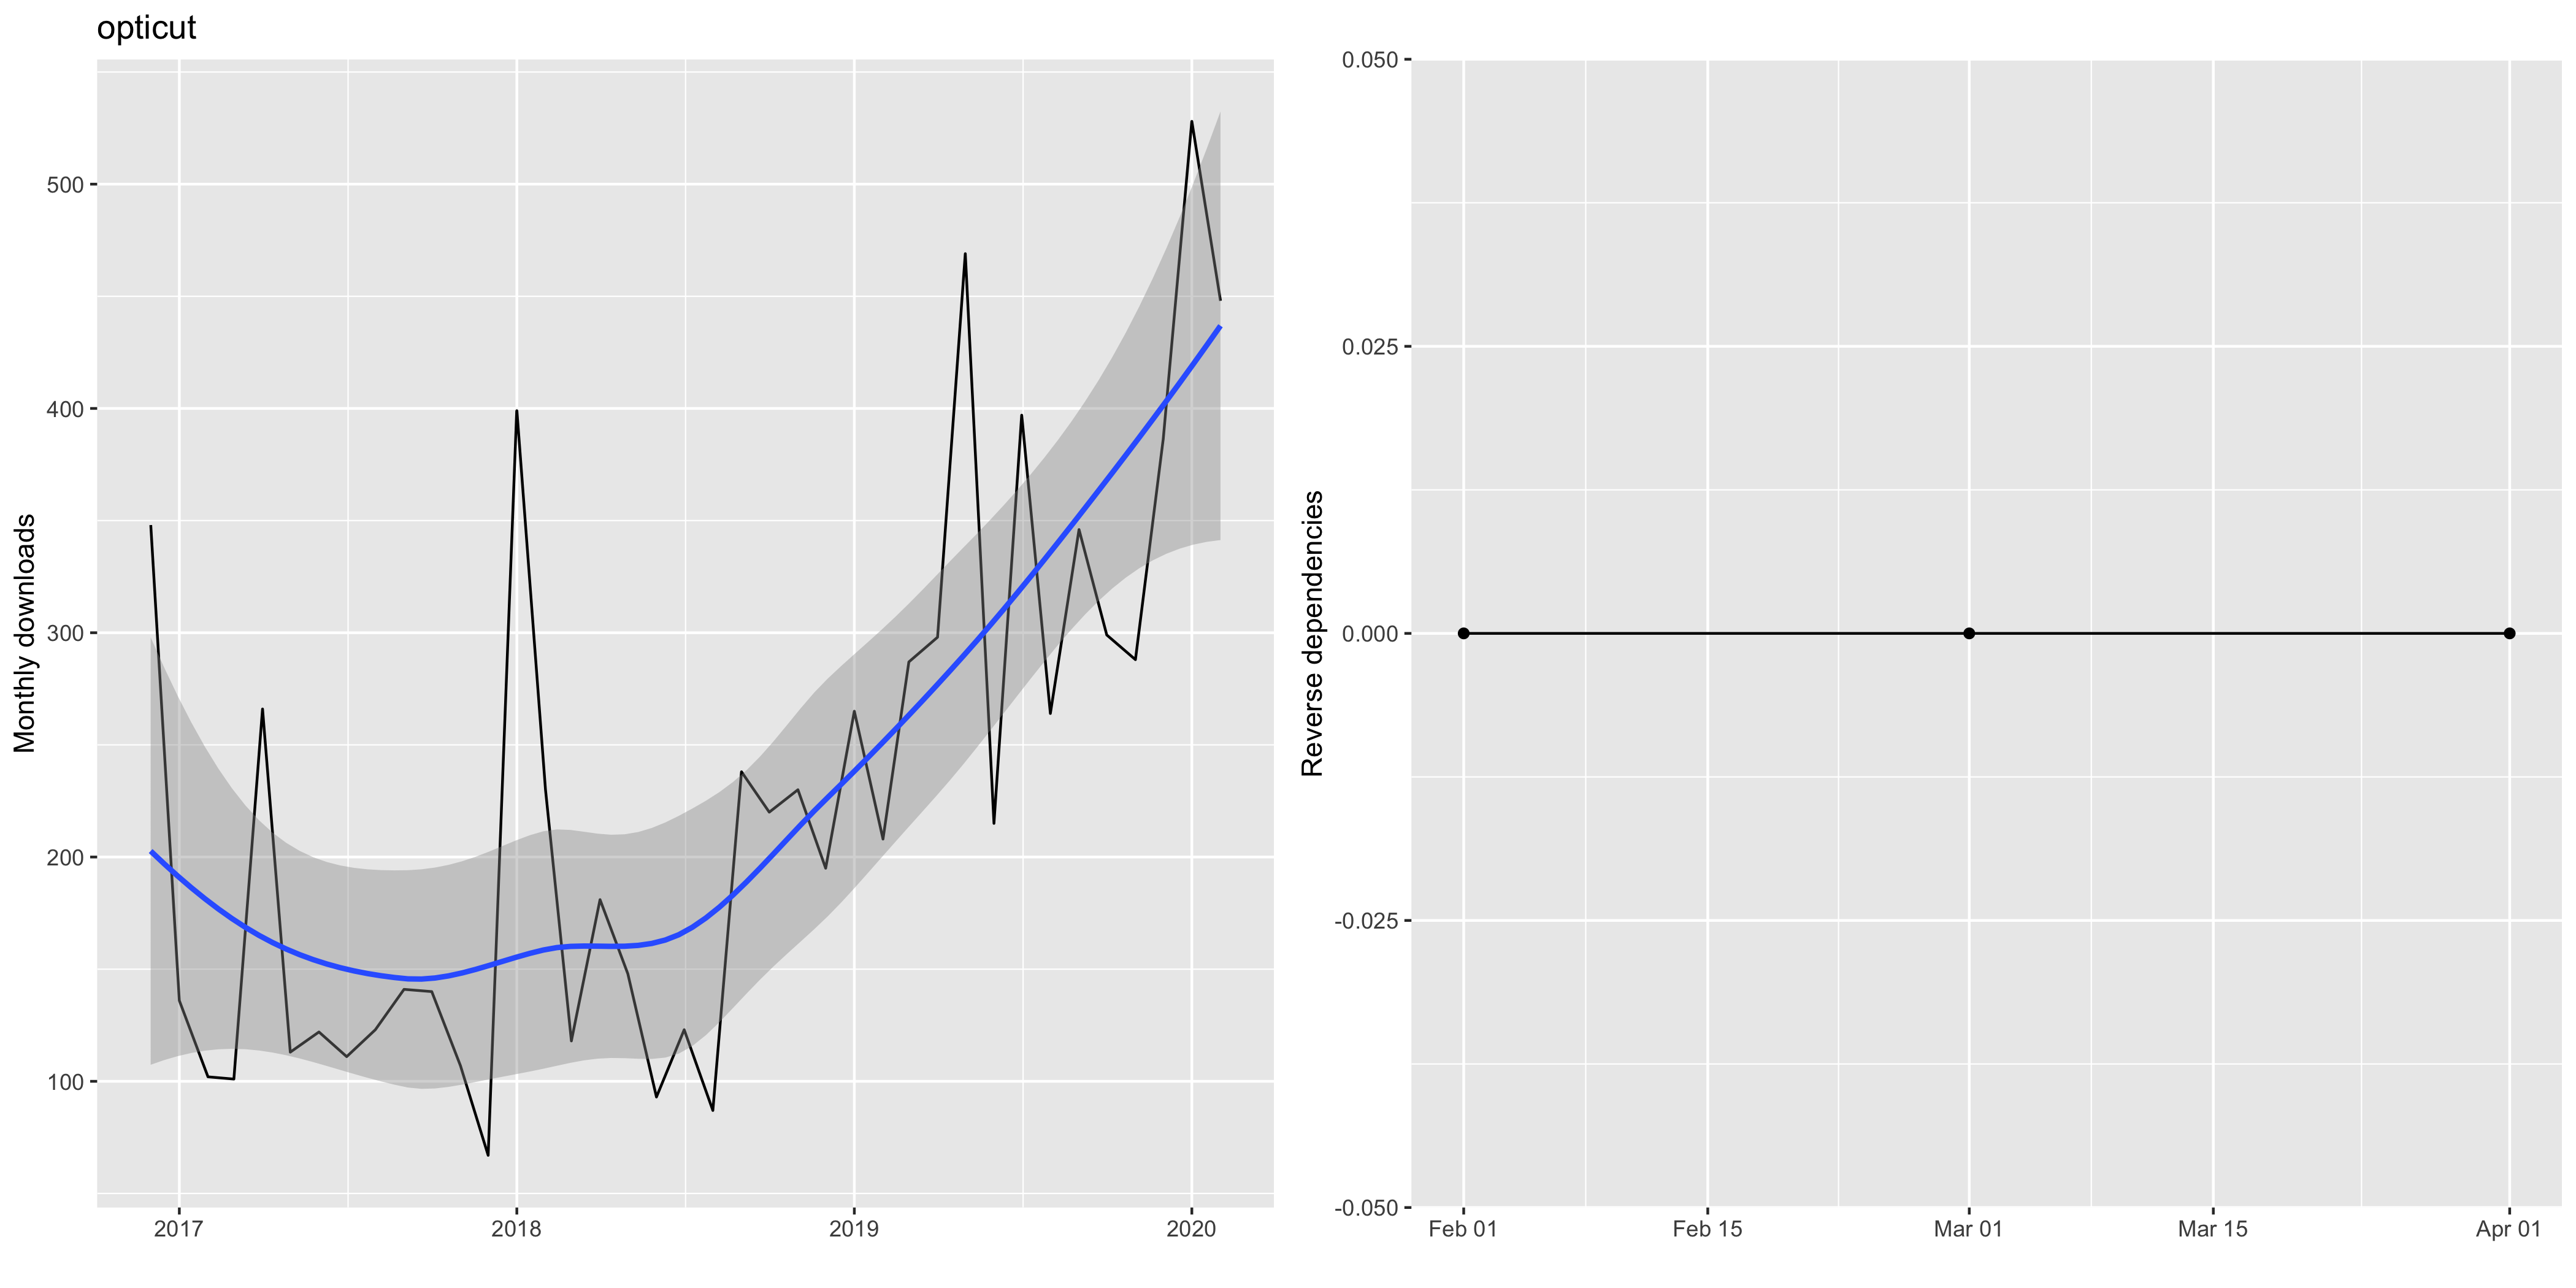 opticut
Monthly downloads
500
400
300
200
100
2017 2018 2019 2020
Reverse dependencies
0.050
0.025
0.000
-0.025
-0.050
Feb 01 Feb 15 Mar 01 Mar 15 Apr 01